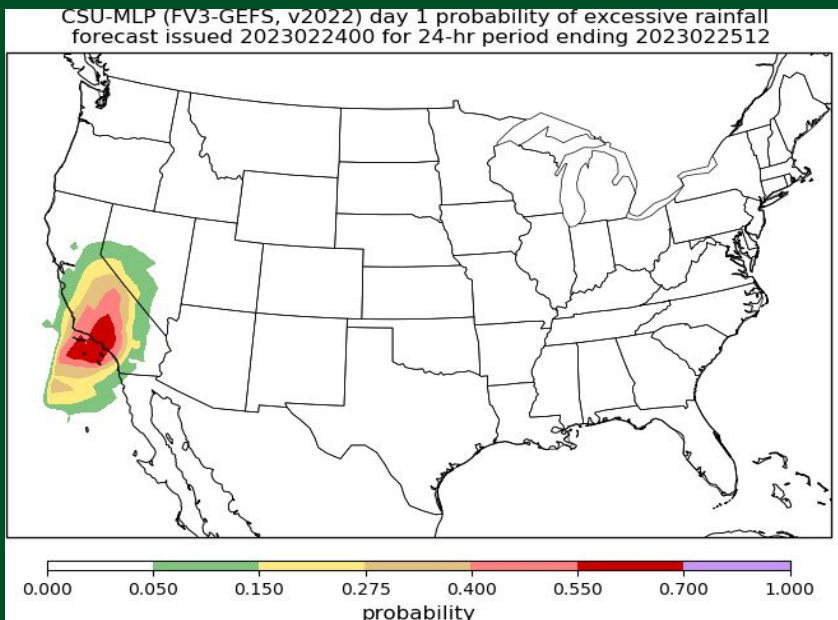 CSU-MLP (FV3-GEFS, v2022) day 1 probability of excessive rainfall
forecast issued 2023022400 for 24-hr period ending 2023022512
0.000 0.050 0.150 0.275 0.400 0.550 0.700 1.000
probability